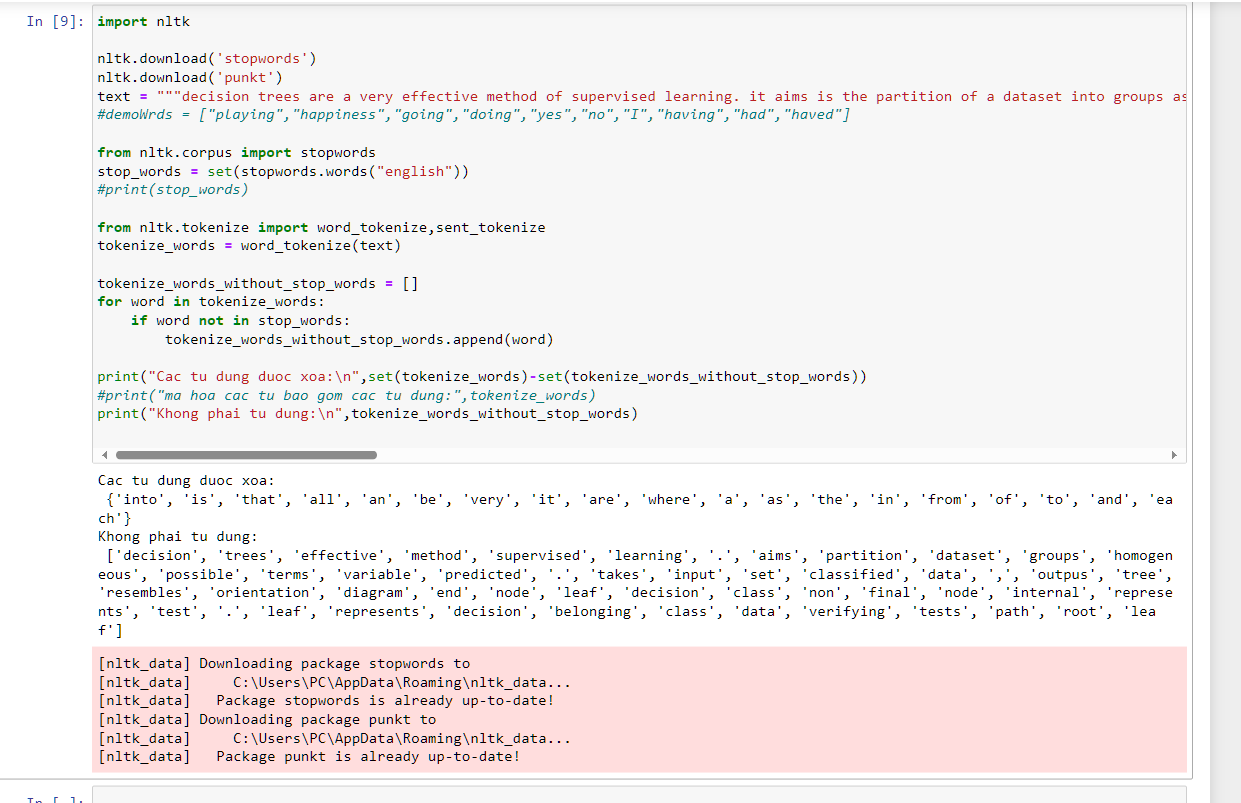 In [9]: import nltk
nltk.download('stopwords')
nltk.download('punkt')
text = """decision trees are a very effective method of supervised learning. it aims is the partition of a dataset into groups as
#demoWrds = ["playing","happiness","going","doing","yes","no","I","having","had","haved"]
from nltk.corpus import stopwords
stop_words = set(stopwords.words("english"))
#print(stop_words)
from nltk.tokenize import word_tokenize,sent_tokenize
tokenize_words = word_tokenize(text)
tokenize_words_without_stop_words = []
for word in tokenize_words:
    if word not in stop_words:
        tokenize_words_without_stop_words.append(word)
print("Cac tu dung duoc xoa:\n",set(tokenize_words)-set(tokenize_words_without_stop_words))
#print("ma hoa cac tu bao gom cac tu dung:",tokenize_words)
print("Khong phai tu dung:\n",tokenize_words_without_stop_words)
Cac tu dung duoc xoa:
 {'into', 'is', 'that', 'all', 'an', 'be', 'very', 'it', 'are', 'where', 'a', 'as', 'the', 'in', 'from', 'of', 'to', 'and', 'ea
ch'}
Khong phai tu dung:
 ['decision', 'trees', 'effective', 'method', 'supervised', 'learning', '.', 'aims', 'partition', 'dataset', 'groups', 'homogen
eous', 'possible', 'terms', 'variable', 'predicted', '.', 'takes', 'input', 'set', 'classified', 'data', ',', 'outpus', 'tree',
'resembles', 'orientation', 'diagram', 'end', 'node', 'leaf', 'decision', 'class', 'non', 'final', 'node', 'internal', 'represe
nts', 'test', '.', 'leaf', 'represents', 'decision', 'belonging', 'class', 'data', 'verifying', 'tests', 'path', 'root', 'lea
f']
[nltk_data] Downloading package stopwords to
[nltk_data]     C:\Users\PC\AppData\Roaming\nltk_data...
[nltk_data]   Package stopwords is already up-to-date!
[nltk_data] Downloading package punkt to
[nltk_data]     C:\Users\PC\AppData\Roaming\nltk_data...
[nltk_data]   Package punkt is already up-to-date!
In [ ]: